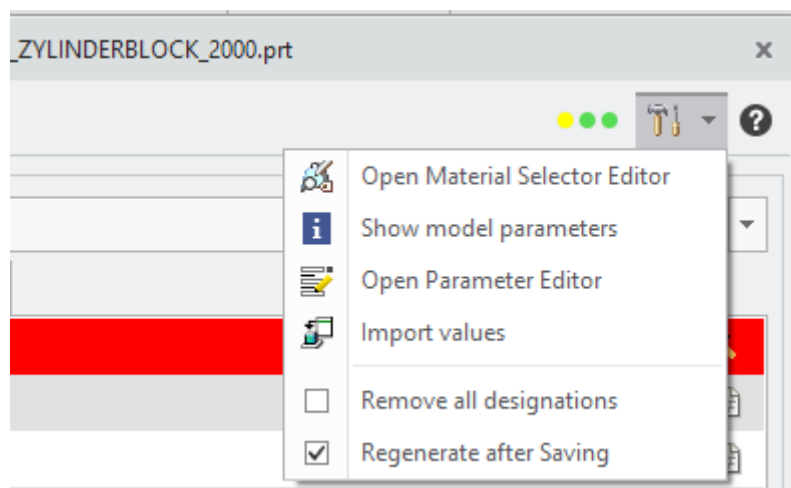 _ZYLINDERBLOCK_2000.prt
Open Material Selector Editor
Show model parameters
Open Parameter Editor
Import values
Remove all designations
Regenerate after Saving